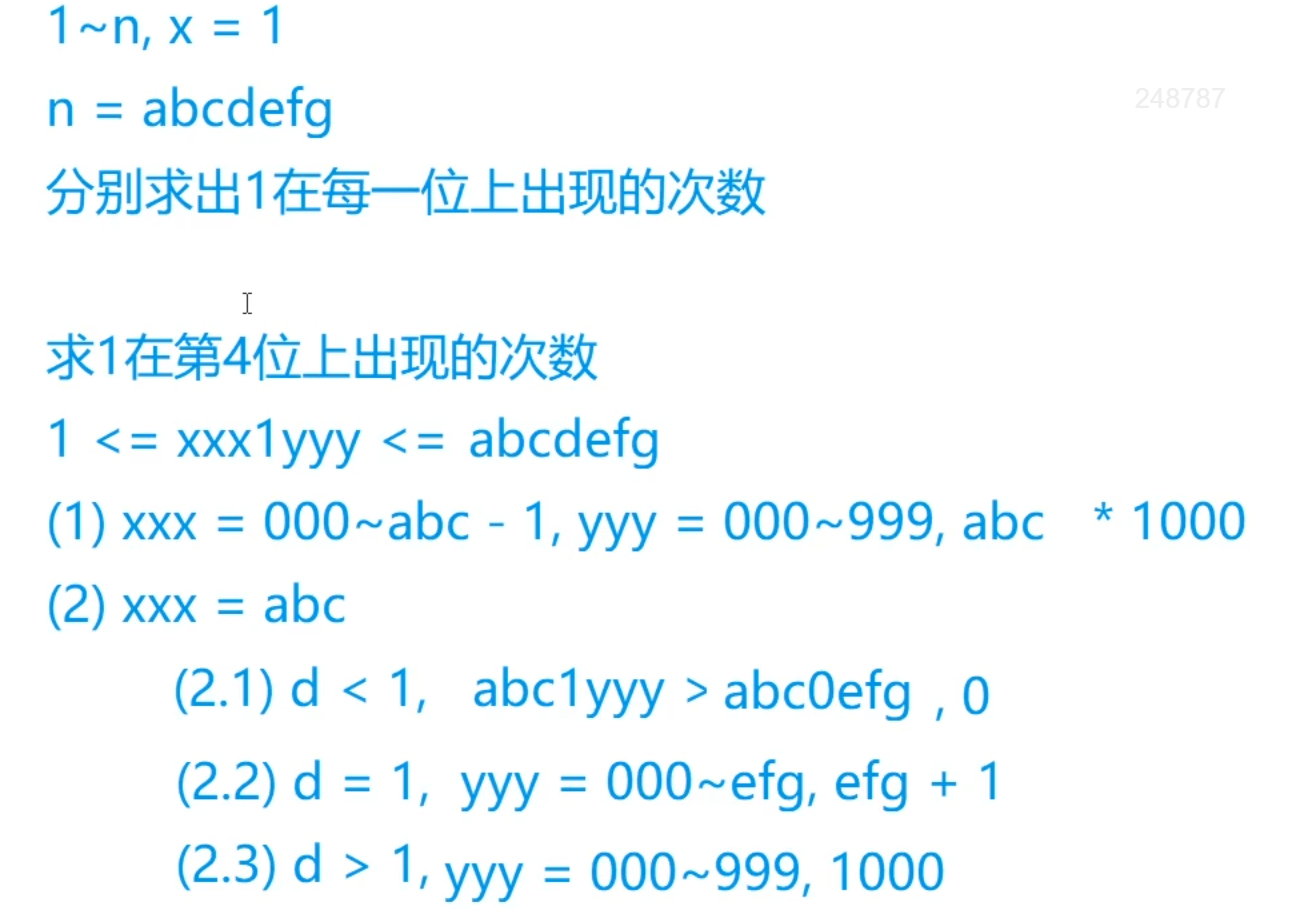 1~n, x = 1
n = abcdefg
248787
分别求出1在每一位上出现的次数
求1在第4位上出现的次数
1 <= xxx1yyy <= abcdefg
(1) xxx = 000~abc - 1, yyy = 000~999, abc * 1000
(2) xxx = abc
(2.1) d < 1, abc1yyy > abc0efg , 0
(2.2) d = 1, yyy = 000~efg, efg + 1
(2.3) d > 1, yyy = 000~999, 1000